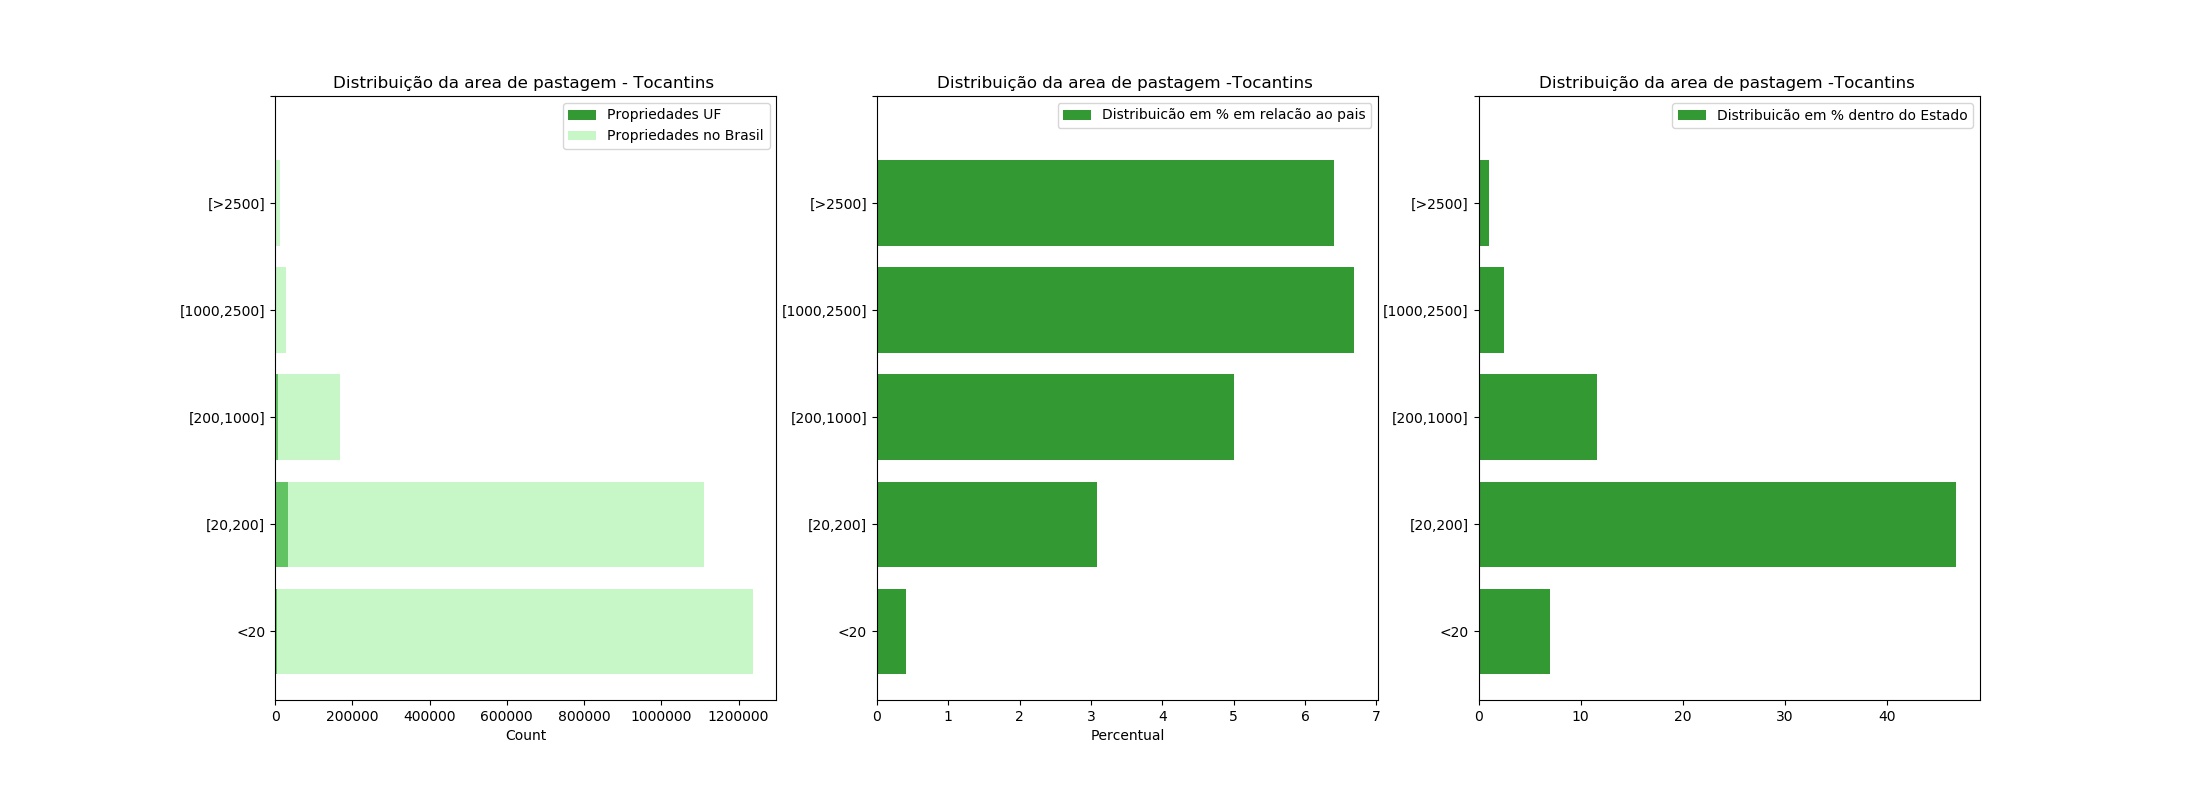 Distribuição da area de pastagem - Tocantins
Propriedades UF
Propriedades no Brasil
[>2500]
[1000,2500]
[200,1000]
[20,200]
<20
0 200000 400000 600000 800000 1000000 1200000
Count
Distribuição da area de pastagem -Tocantins
Distribuicão em % em relacão ao pais
[>2500]
[1000,2500]
[200,1000]
[20,200]
<20
0 1 2 3 4 5 6 7
Percentual
Distribuição da area de pastagem -Tocantins
Distribuicão em % dentro do Estado
[>2500]
[1000,2500]
[200,1000]
[20,200]
<20
0 10 20 30 40